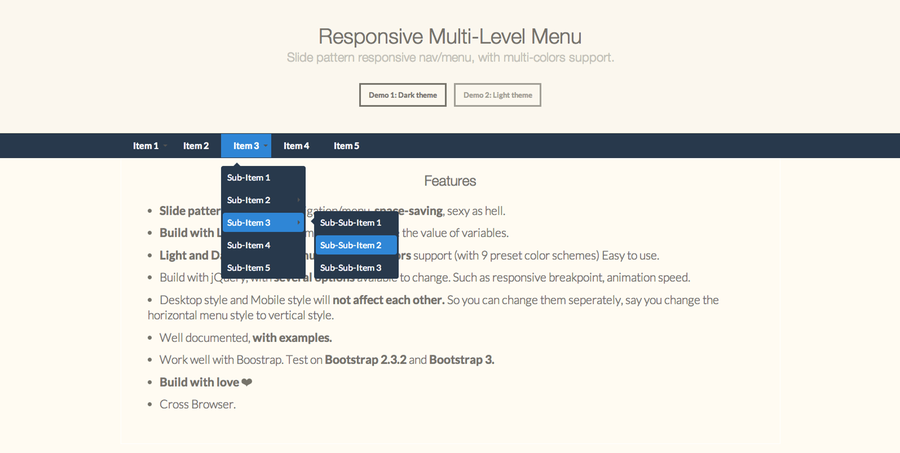 Responsive Multi-Level Menu
Slide pattern responsive nav/menu, with multi-colors support.
Demo 1: Dark theme Demo 2: Light theme
Item 1 Item 2 Item 3 Item 4 Item 5
Sub-Item 1
Sub-Item 2
Sub-Item 3
Sub-Item 4
Sub-Item 5
Sub-Sub-Item 1
Sub-Sub-Item 2
Sub-Sub-Item 3
Features
• Slide space-saving, sexy as hell.
• Build with the value of variables.
• Light and support (with 9 preset color schemes) Easy to use.
• Build with jQuery, with several options available to change. Such as responsive breakpoint, animation speed.
• Desktop style and Mobile style will not affect each other. So you can change them seperately, say you change the
horizontal menu style to vertical style.
• Well documented, with examples.
• Work well with Boostrap. Test on Bootstrap 2.3.2 and Bootstrap 3.
• Build with love ❤
• Cross Browser.